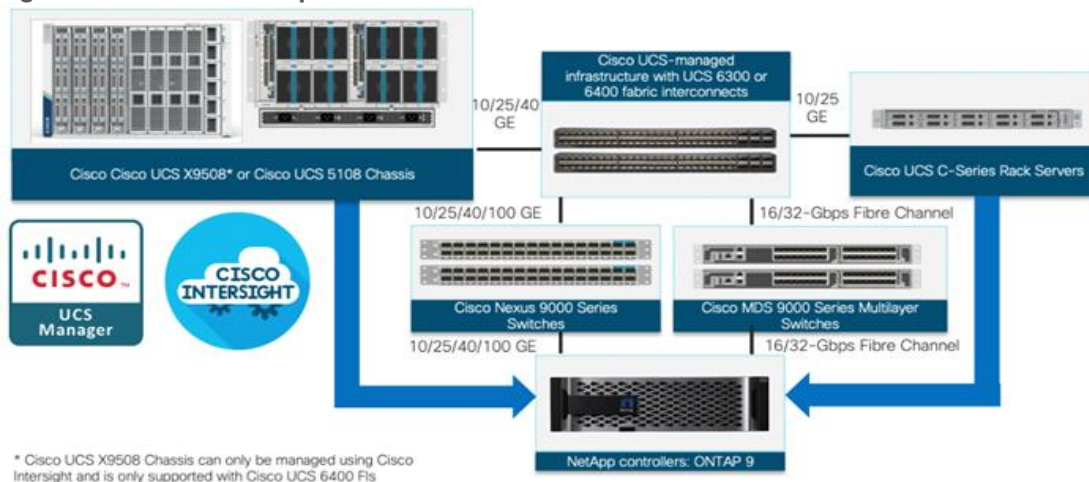 Cisco UCS-managed
infrastructure with UCS 6300 or
6400 fabric interconnects
10/25/40
GE
10/25
GE
Cisco Cisco UCS X9508* or Cisco UCS 5108 Chassis
Cisco UCS C-Series Rack Servers
10/25/40/100 GE
16/32-Gbps Fibre Channel
CISCO
UCS
Manager
CISCO
INTERSIGHT
Cisco Nexus 9000 Series
Switches
Cisco MDS 9000 Series Multilayer
Switches
10/25/40/100 GE
16/32-Gbps Fibre Channel
NetApp controllers: ONTAP 9
* Cisco UCS X9508 Chassis can only be managed using Cisco
Intersight and is only supported with Cisco UCS 6400 FIs